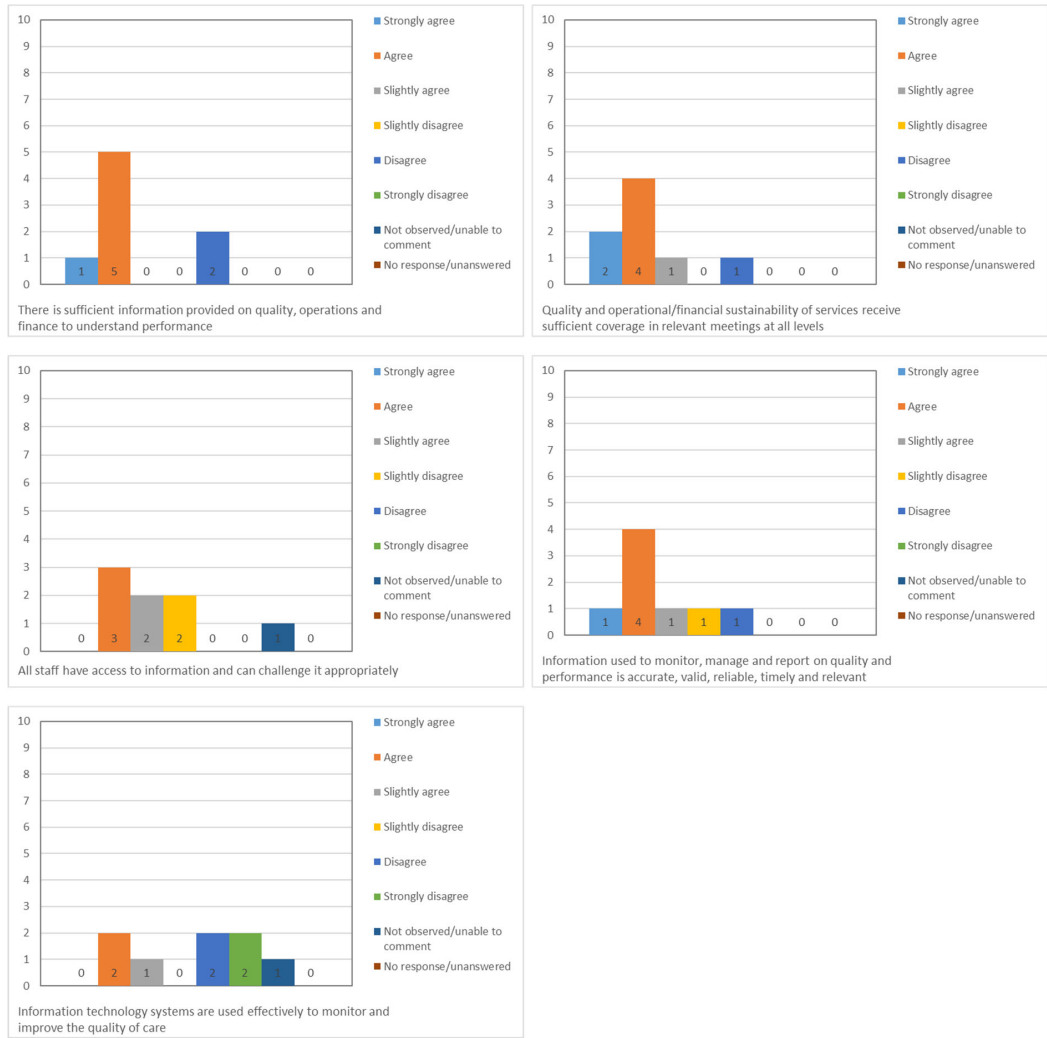 10
9
8
7
6
5
4
3
2
1
0
1 5 0 0 2 0 0 0
Strongly agree
Agree
Slightly agree
Slightly disagree
Disagree
Strongly disagree
Not observed/unable to
comment
No response/unanswered
There is sufficient information provided on quality, operations and
finance to understand performance
10
9
8
7
6
5
4
3
2
1
0
2 4 1 0 1 0 0 0
Strongly agree
Agree
Slightly agree
Slightly disagree
Disagree
Strongly disagree
Not observed/unable to
comment
No response/unanswered
Quality and operational/financial sustainability of services receive
sufficient coverage in relevant meetings at all levels
10
9
8
7
6
5
4
3
2
1
0
0 3 2 2 0 0 1 0
Strongly agree
Agree
Slightly agree
Slightly disagree
Disagree
Strongly disagree
Not observed/unable to
comment
No response/unanswered
All staff have access to information and can challenge it appropriately
10
9
8
7
6
5
4
3
2
1
0
1 4 1 1 1 0 0 0
Strongly agree
Agree
Slightly agree
Slightly disagree
Disagree
Strongly disagree
Not observed/unable to
comment
No response/unanswered
Information used to monitor, manage and report on quality and
performance is accurate, valid, reliable, timely and relevant
10
9
8
7
6
5
4
3
2
1
0
0 2 1 0 2 2 1 0
Strongly agree
Agree
Slightly agree
Slightly disagree
Disagree
Strongly disagree
Not observed/unable to
comment
No response/unanswered
Information technology systems are used effectively to monitor and
improve the quality of care